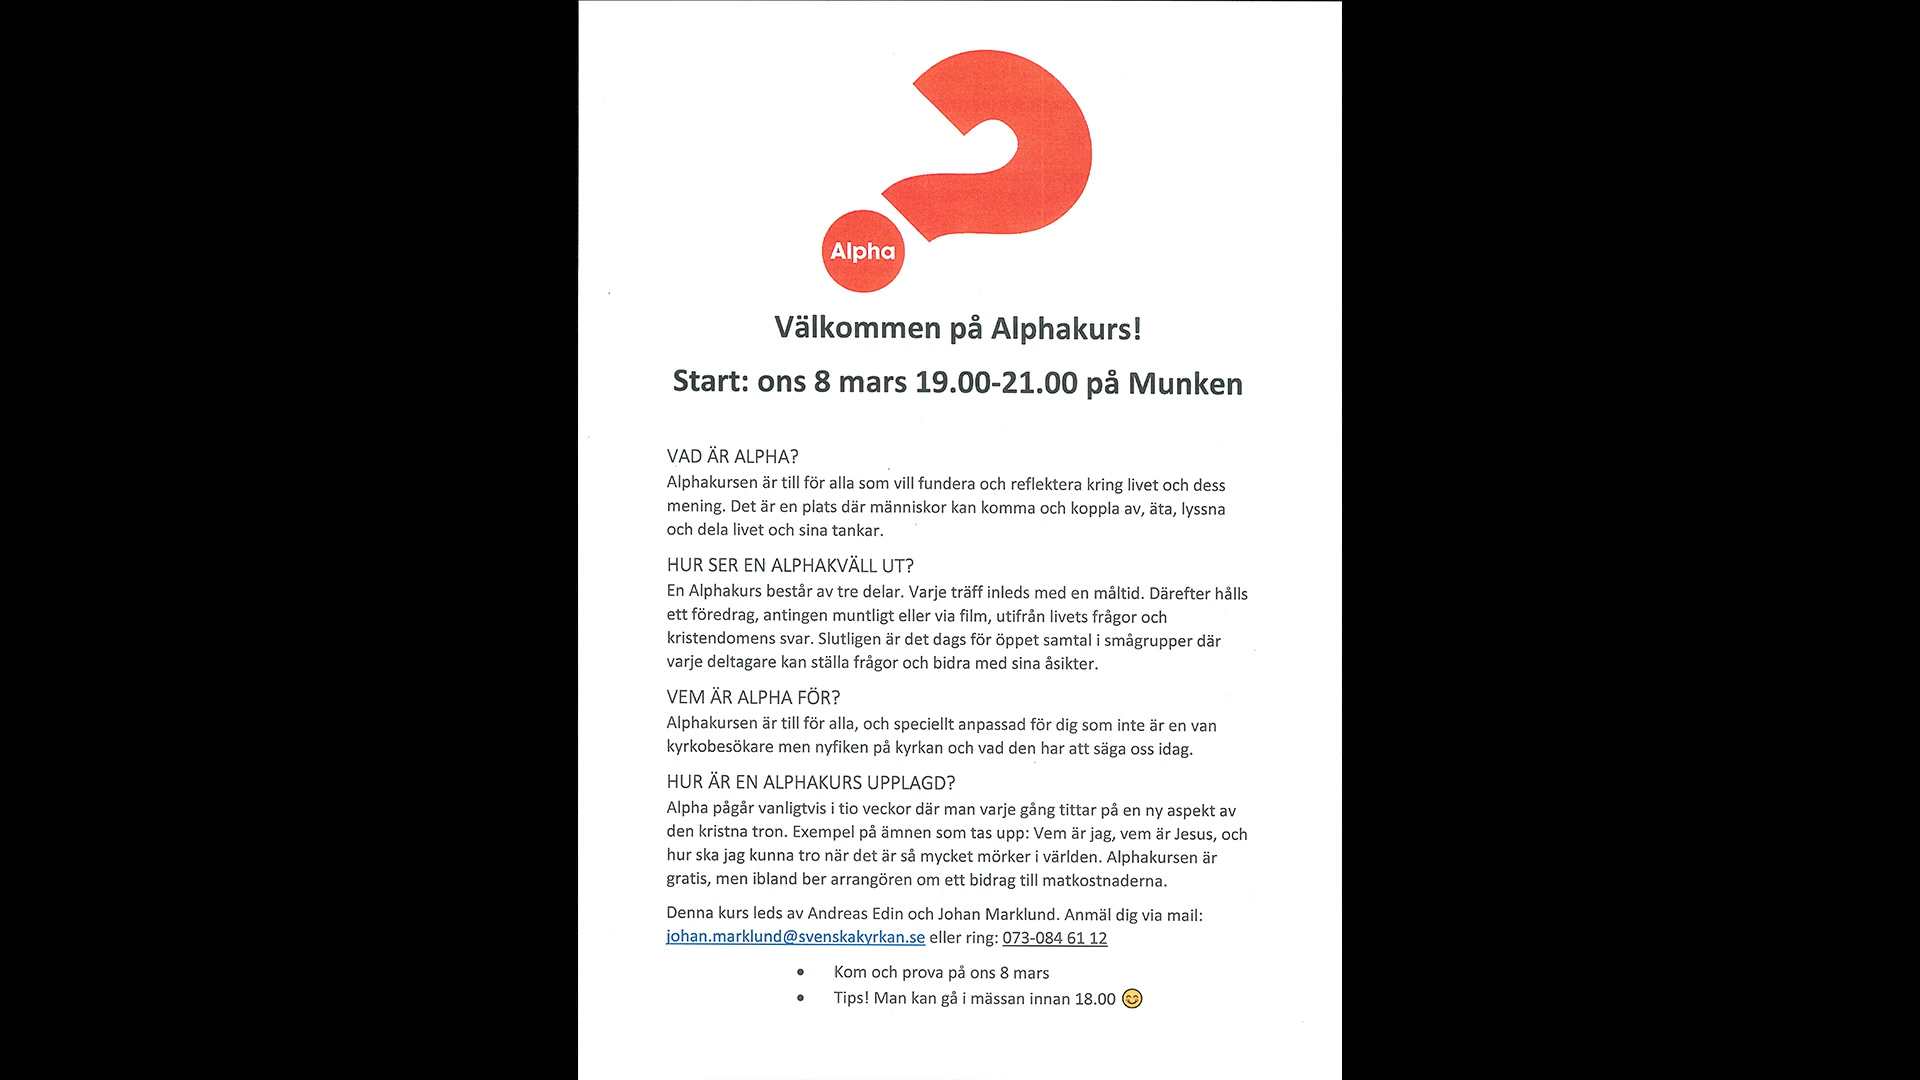 Alpha
Välkommen på Alphakurs!
Start: ons 8 mars 19.00-21.00 på Munken
VAD ÄR ALPHA?
Alphakursen är till för alla som vill fundera och reflektera kring livet och dess
mening. Det är en plats där människor kan komma och koppla av, äta, lyssna
och dela livet och sina tankar.
HUR SER EN ALPHAKVÄLL UT?
En Alphakurs består av tre delar. Varje träff inleds med en måltid. Därefter hålls
ett föredrag, antingen muntligt eller via film, utifrån livets frågor och
kristendomens svar. Slutligen är det dags för öppet samtal i smågrupper där
varje deltagare kan ställa frågor och bidra med sina åsikter.
VEM ÄR ALPHA FÖR?
Alphakursen är till för alla, och speciellt anpassad för dig som inte är en van
kyrkobesökare men nyfiken på kyrkan och vad den har att säga oss idag.
HUR ÄR EN ALPHAKURS UPPLAGD?
Alpha pågår vanligtvis i tio veckor där man varje gång tittar på en ny aspekt av
den kristna tron. Exempel på ämnen som tas upp: Vem är jag, vem är Jesus, och
hur ska jag kunna tro när det är så mycket mörker i världen. Alphakursen är
gratis, men ibland ber arrangören om ett bidrag till matkostnaderna.
Denna kurs leds av Andreas Edin och Johan Marklund. Anmäl dig via mail:
johan.marklund@svenskakyrkan.se eller ring: 073-084 61 12
• Kom och prova på ons 8 mars
• Tips! Man kan gå i mässan innan 18.00 😊